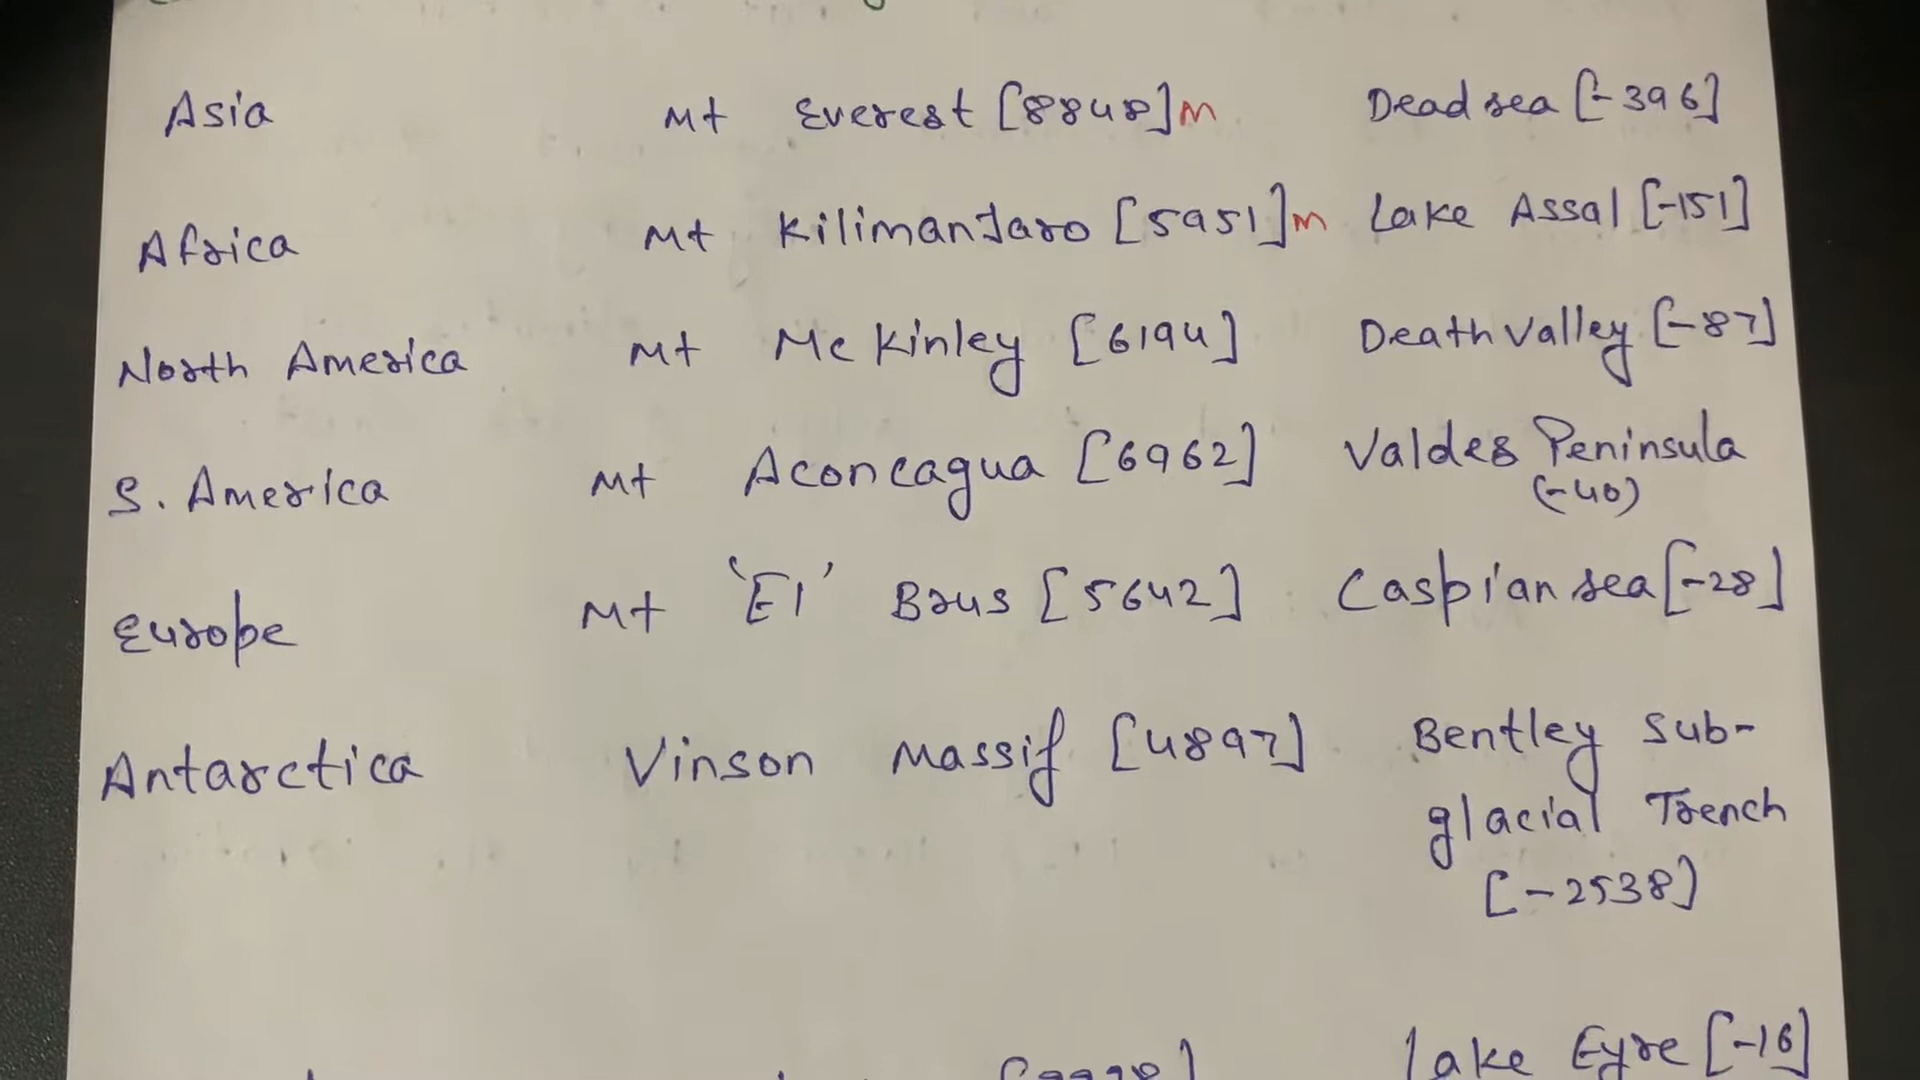 Asia Mt Everest [8848]m Dead sea [-396]
Africa Mt KilimanJaro [5951]m Lake Assal [-151]
North America Mt McKinley [6194] Death Valley [-87]
S. America Mt Aconcagua [6962] Valdes Peninsula
(-40)
Europe Mt 'El' Brus [5642] Caspian sea [-28]
Antarctica Vinson Massif [4897] Bentley Sub-
glacial Trench
[-2538]
Lake Eyre [-16]